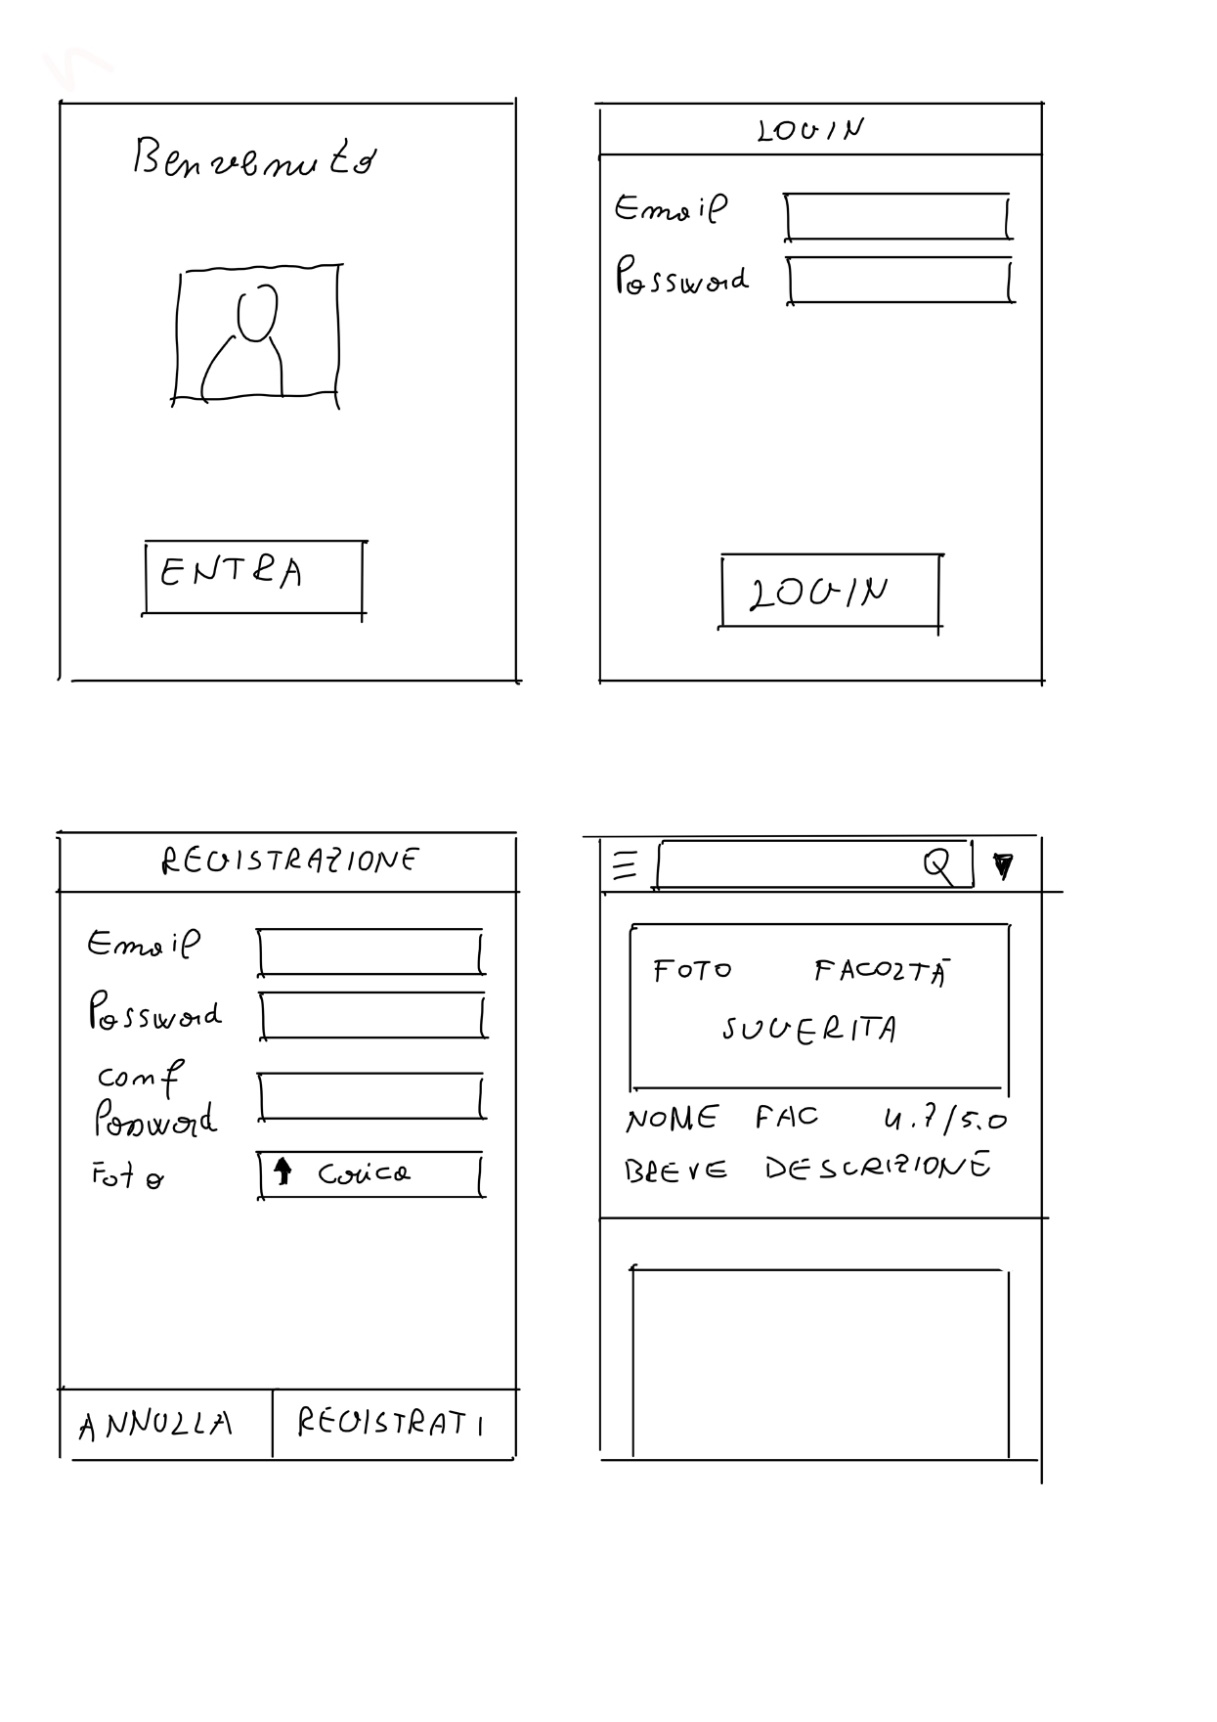 Benvenuto
ENTRA
LOGIN
Email
Password
LOGIN
REGISTRAZIONE
Email
Password
conf
Password
Foto
Carica
ANNULLA REGISTRATI
FOTO FACOLTÀ
SUGERITA
NOME FAC 4.7/5.0
BREVE DESCRIZIONE